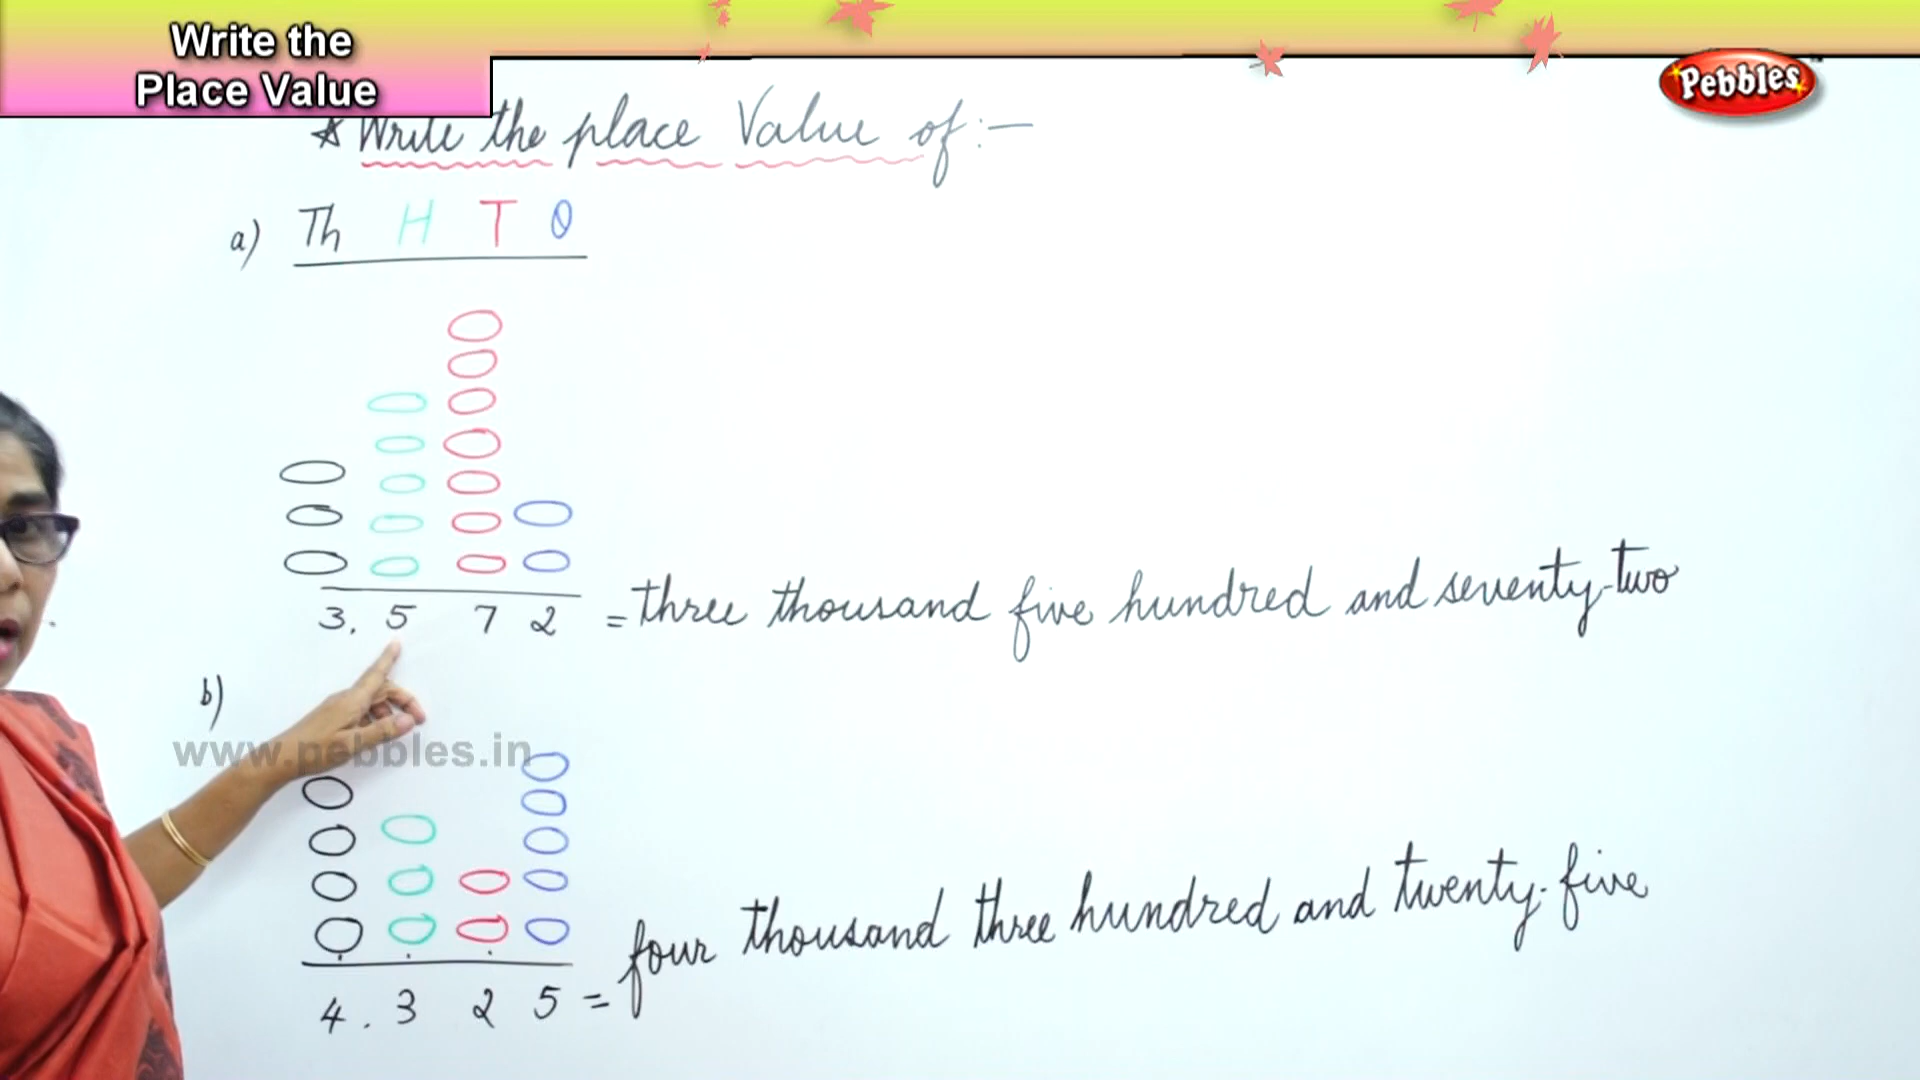 Write the
Place Value
Pebbles
* Write the place Value of:-
a) Th H T O
3. 5 7 2 = three thousand five hundred and seventy-two
b)
www.pebbles.in
4. 3 2 5 = four thousand three hundred and twenty-five